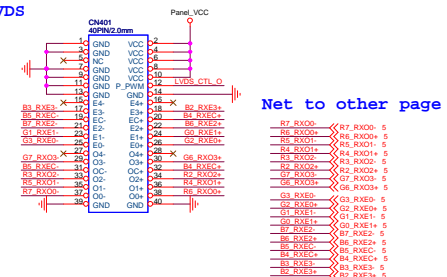 VDS
Panel_VCC
CN401
40PIN/2.0mm
1 GND VCC 2
3 GND VCC 4
5 NC VCC 6
7 GND VCC 8
9 GND VCC 10
11 GND P_PWM 12 LVDS_CTL_O
13 GND GND 14
15 E4- E4+ 16
B3_RXE3- 17 E3- E3+ 18 B2_RXE3+
B5_RXEC- 19 EC- EC+ 20 B4_RXEC+
B7_RXE2- 21 E2- E2+ 22 B6_RXE2+
G1_RXE1- 23 E1- E1+ 24 G0_RXE1+
G3_RXE0- 25 E0- E0+ 26 G2_RXE0+
27 O4- O4+ 28
G7_RXO3- 29 O3- O3+ 30 G6_RXO3+
B5_RXEC- 31 OC- OC+ 32 B4_RXEC+
R3_RXO2- 33 O2- O2+ 34 R2_RXO2+
R5_RXO1- 35 O1- O1+ 36 R4_RXO1+
R7_RXO0- 37 O0- O0+ 38 R6_RXO0+
39 GND GND 40
Net to other page
R7_RXO0- R7_RXO0- 5
R6_RXO0+ R6_RXO0+ 5
R5_RXO1- R5_RXO1- 5
R4_RXO1+ R4_RXO1+ 5
R3_RXO2- R3_RXO2- 5
R2_RXO2+ R2_RXO2+ 5
G7_RXO3- G7_RXO3- 5
G6_RXO3+ G6_RXO3+ 5
G3_RXE0- G3_RXE0- 5
G2_RXE0+ G2_RXE0+ 5
G1_RXE1- G1_RXE1- 5
G0_RXE1+ G0_RXE1+ 5
B7_RXE2- B7_RXE2- 5
B6_RXE2+ B6_RXE2+ 5
B5_RXEC- B5_RXEC- 5
B4_RXEC+ B4_RXEC+ 5
B3_RXE3- B3_RXE3- 5
B2_RXE3+ B2_RXE3+ 5